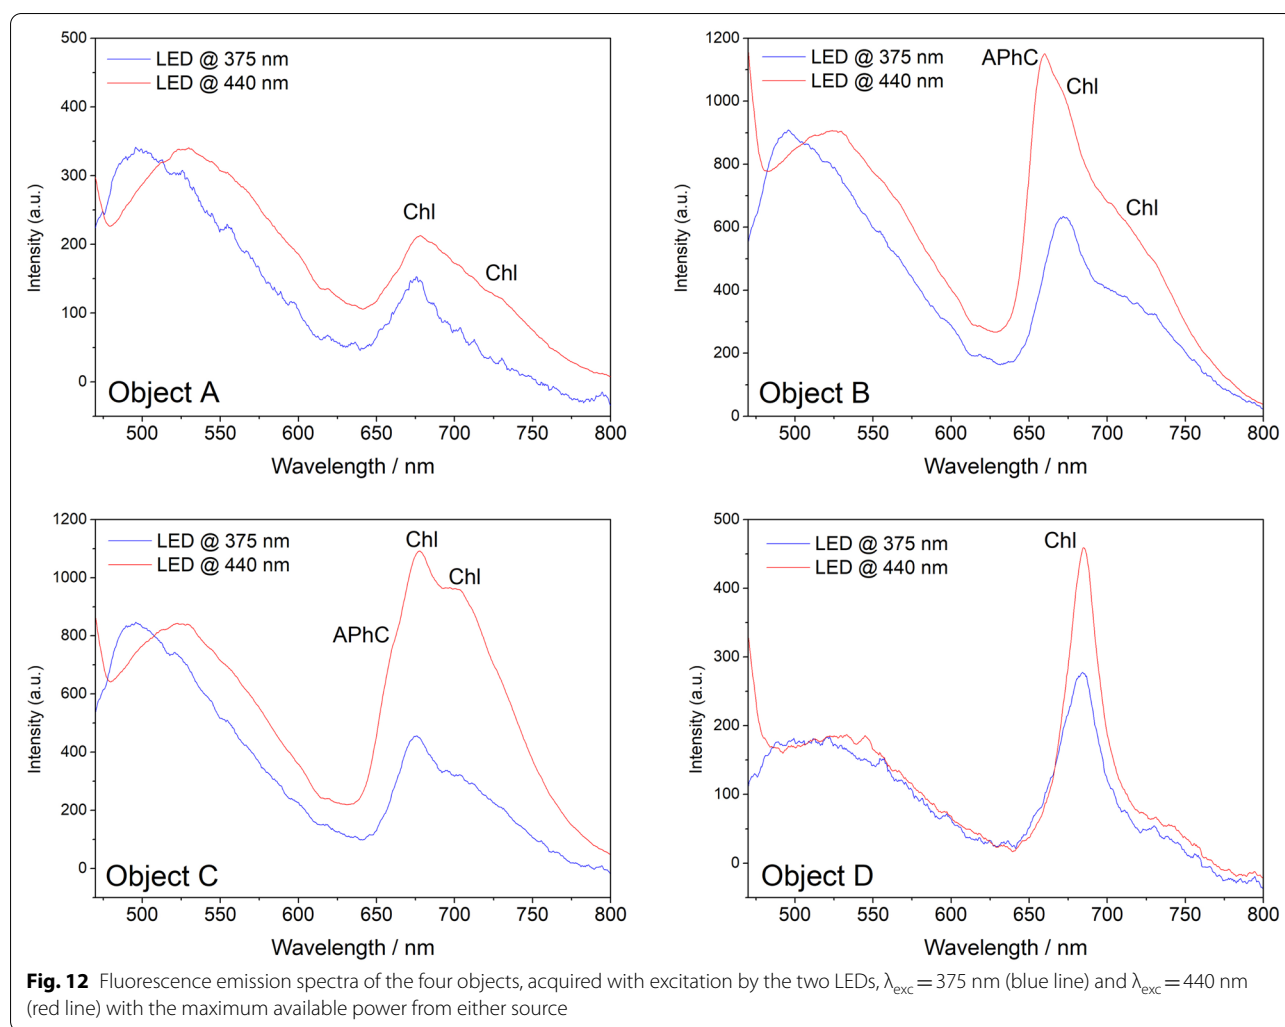 500
400
300
200
100
0
Intensity (a.u.)
LED @ 375 nm
LED @ 440 nm
Chl
Chl
Object A
500 550 600 650 700 750 800
Wavelength / nm
1200
1000
800
600
400
200
0
Intensity (a.u.)
LED @ 375 nm
LED @ 440 nm
APhC
Chl
Chl
Object B
500 550 600 650 700 750 800
Wavelength / nm
1200
1000
800
600
400
200
0
Intensity (a.u.)
LED @ 375 nm
LED @ 440 nm
Chl
Chl
APhC
Object C
500 550 600 650 700 750 800
Wavelength / nm
500
400
300
200
100
0
Intensity (a.u.)
LED @ 375 nm
LED @ 440 nm
Chl
Object D
500 550 600 650 700 750 800
Wavelength / nm
Fig. 12 Fluorescence emission spectra of the four objects, acquired with excitation by the two LEDs, λexc = 375 nm (blue line) and λexc = 440 nm
(red line) with the maximum available power from either source